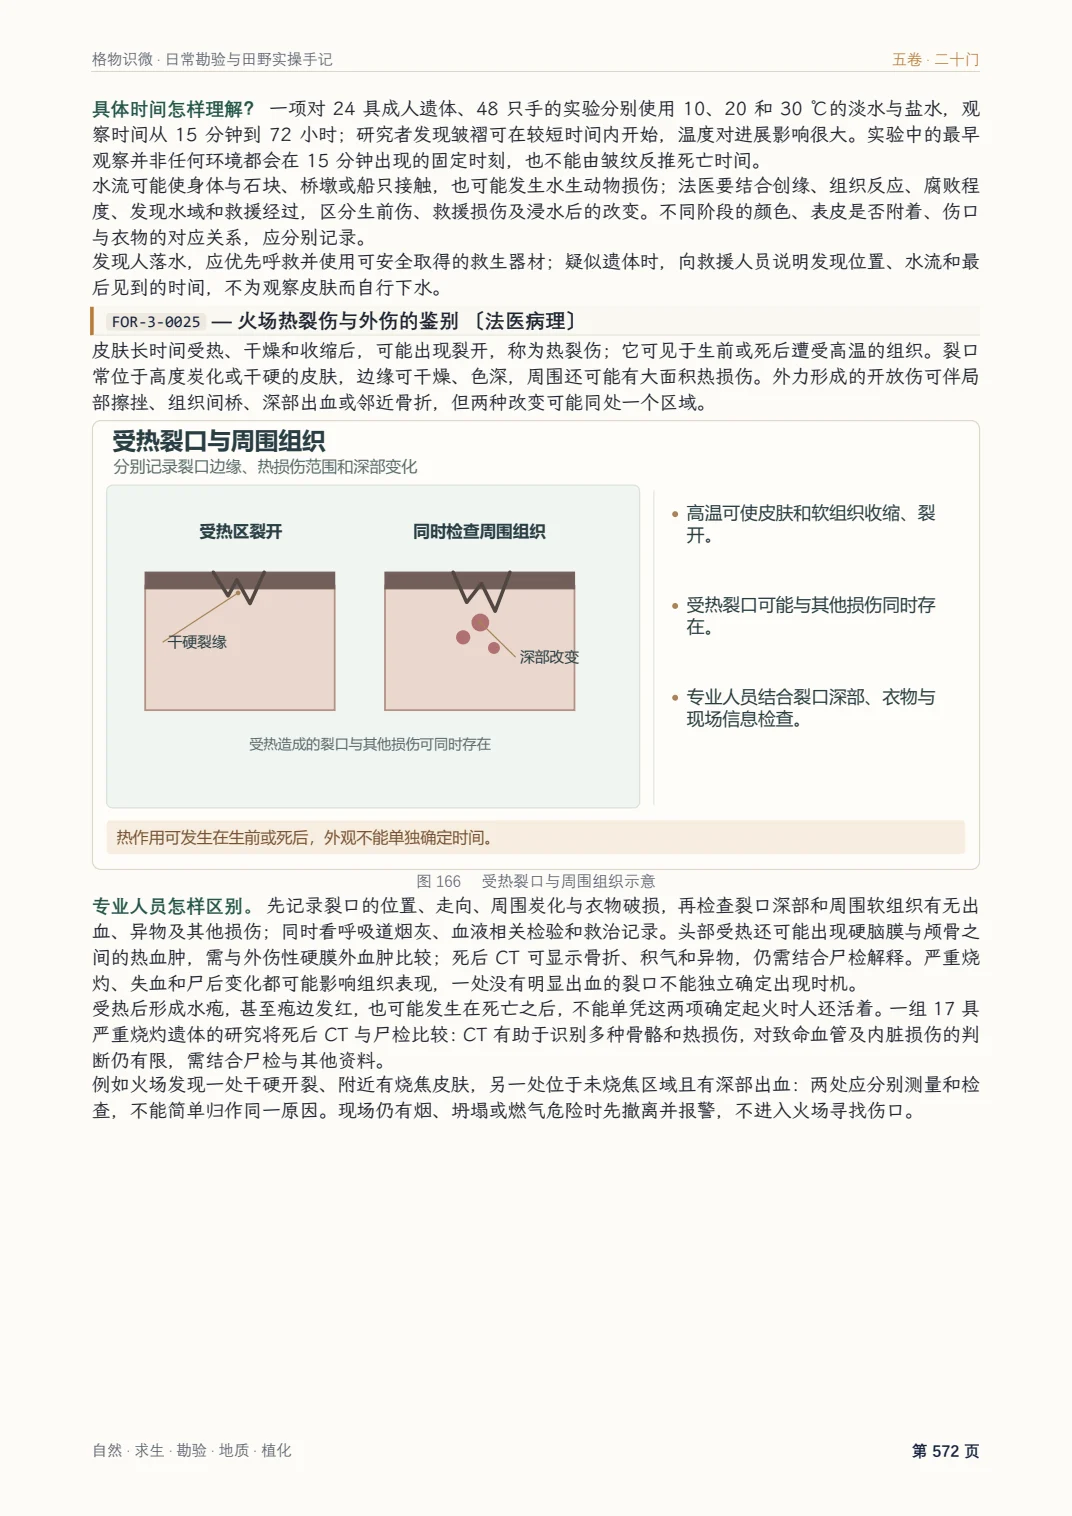 格物识微 · 日常勘验与田野实操手记
五卷 · 二十门
具体时间怎样理解？ 一项对 24 具成人遗体、48 只手的实验分别使用 10、20 和 30 ℃的淡水与盐水，观
察时间从 15 分钟到 72 小时；研究者发现皱褶可在较短时间内开始，温度对进展影响很大。实验中的最早
观察并非任何环境都会在 15 分钟出现的固定时刻，也不能由皱纹反推死亡时间。
水流可能使身体与石块、桥墩或船只接触，也可能发生水生动物损伤；法医要结合创缘、组织反应、腐败程
度、发现水域和救援经过，区分生前伤、救援损伤及浸水后的改变。不同阶段的颜色、表皮是否附着、伤口
与衣物的对应关系，应分别记录。
发现人落水，应优先呼救并使用可安全取得的救生器材；疑似遗体时，向救援人员说明发现位置、水流和最
后见到的时间，不为观察皮肤而自行下水。
FOR-3-0025 — 火场热裂伤与外伤的鉴别 〔法医病理〕
皮肤长时间受热、干燥和收缩后，可能出现裂开，称为热裂伤；它可见于生前或死后遭受高温的组织。裂口
常位于高度炭化或干硬的皮肤，边缘可干燥、色深，周围还可能有大面积热损伤。外力形成的开放伤可伴局
部擦挫、组织间桥、深部出血或邻近骨折，但两种改变可能同处一个区域。
受热裂口与周围组织
分别记录裂口边缘、热损伤范围和深部变化
受热区裂开
同时检查周围组织
干硬裂缘
深部改变
受热造成的裂口与其他损伤可同时存在
• 高温可使皮肤和软组织收缩、裂
开。
• 受热裂口可能与其他损伤同时存
在。
• 专业人员结合裂口深部、衣物与
现场信息检查。
热作用可发生在生前或死后，外观不能单独确定时间。
图 166 受热裂口与周围组织示意
专业人员怎样区别。 先记录裂口的位置、走向、周围炭化与衣物破损，再检查裂口深部和周围软组织有无出
血、异物及其他损伤；同时看呼吸道烟灰、血液相关检验和救治记录。头部受热还可能出现硬脑膜与颅骨之
间的热血肿，需与外伤性硬膜外血肿比较；死后 CT 可显示骨折、积气和异物，仍需结合尸检解释。严重烧
灼、失血和尸后变化都可能影响组织表现，一处没有明显出血的裂口不能独立确定出现时机。
受热后形成水疱，甚至疱边发红，也可能发生在死亡之后，不能单凭这两项确定起火时人还活着。一组 17 具
严重烧灼遗体的研究将死后 CT 与尸检比较：CT 有助于识别多种骨骼和热损伤，对致命血管及内脏损伤的判
断仍有限，需结合尸检与其他资料。
例如火场发现一处干硬开裂、附近有烧焦皮肤，另一处位于未烧焦区域且有深部出血：两处应分别测量和检
查，不能简单归作同一原因。现场仍有烟、坍塌或燃气危险时先撤离并报警，不进入火场寻找伤口。
自然 · 求生 · 勘验 · 地质 · 植化
第 572 页